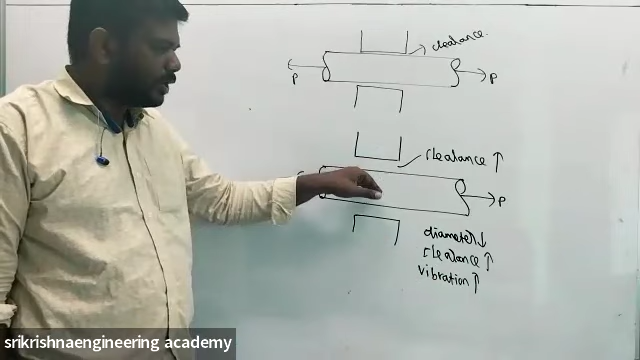 clearance.
P
P
clearance ↑
P
diameter↓
clearance ↑
vibration ↑
srikrishnaengineering academy